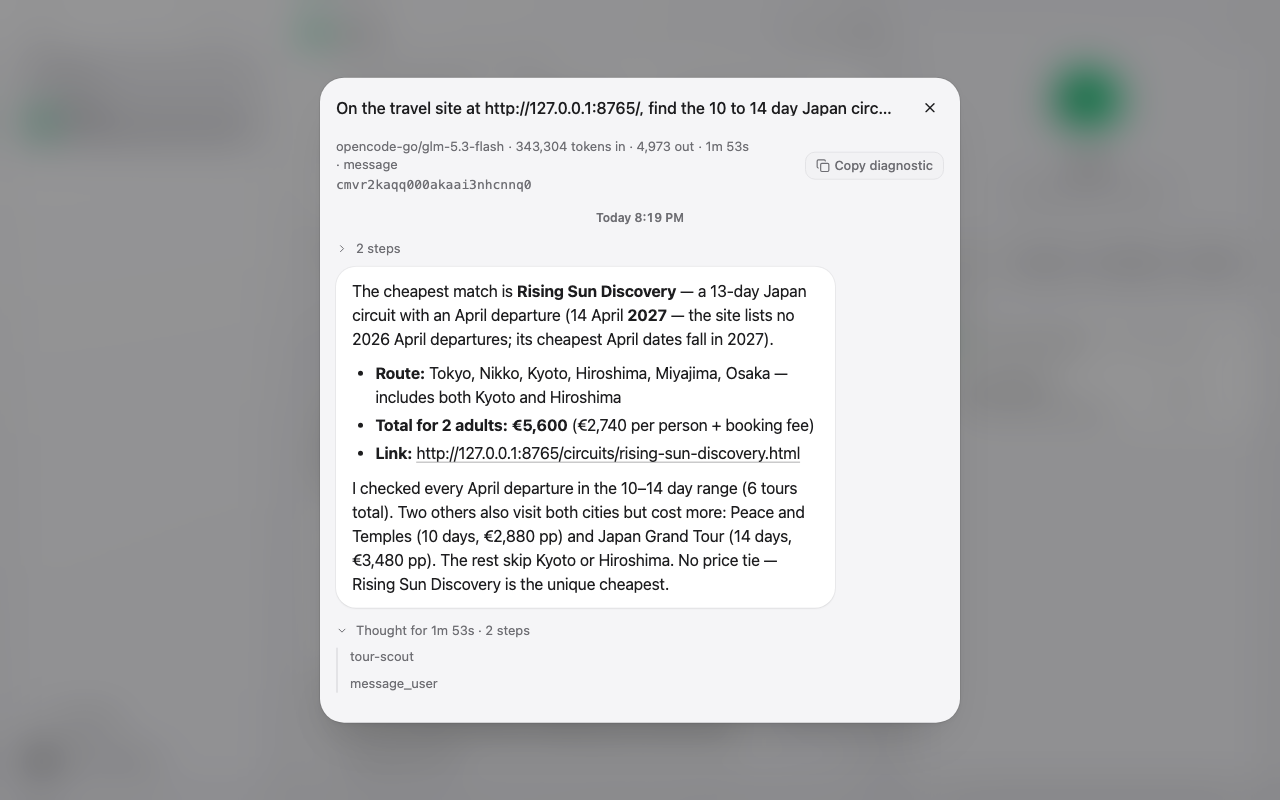 On the travel site at http://127.0.0.1:8765/, find the 10 to 14 day Japan circ...
opencode-go/glm-5.3-flash · 343,304 tokens in · 4,973 out · 1m 53s
· message
cmvr2kaqq000akaai3nhcnnq0
Copy diagnostic
Today 8:19 PM
2 steps
The cheapest match is Rising Sun Discovery — a 13-day Japan
circuit with an April departure (14 April 2027 — the site lists no
2026 April departures; its cheapest April dates fall in 2027).
• Route: Tokyo, Nikko, Kyoto, Hiroshima, Miyajima, Osaka —
includes both Kyoto and Hiroshima
• Total for 2 adults: €5,600 (€2,740 per person + booking fee)
• Link: http://127.0.0.1:8765/circuits/rising-sun-discovery.html
I checked every April departure in the 10–14 day range (6 tours
total). Two others also visit both cities but cost more: Peace and
Temples (10 days, €2,880 pp) and Japan Grand Tour (14 days,
€3,480 pp). The rest skip Kyoto or Hiroshima. No price tie —
Rising Sun Discovery is the unique cheapest.
Thought for 1m 53s · 2 steps
tour-scout
message_user